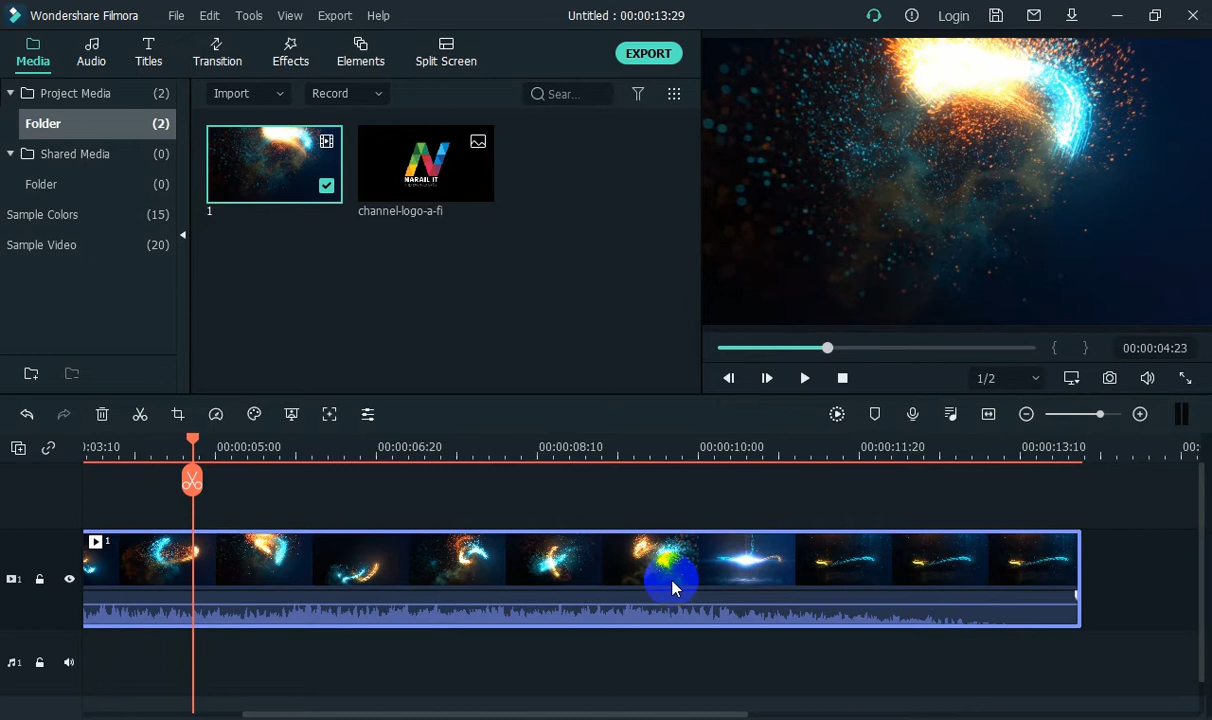 Wondershare Filmora File Edit Tools View Export Help Untitled : 00:00:13:29 Login
Media Audio Titles Transition Effects Elements Split Screen EXPORT
Project Media (2)
Folder (2)
Shared Media (0)
Folder (0)
Sample Colors (15)
Sample Video (20)
Import Record Sear...
NARAIL IT
1 channel-logo-a-fi
{ } 00:00:04:23
1/2
):03:10 00:00:05:00 00:00:06:20 00:00:08:10 00:00:10:00 00:00:11:20 00:00:13:10 00:
1
1
1